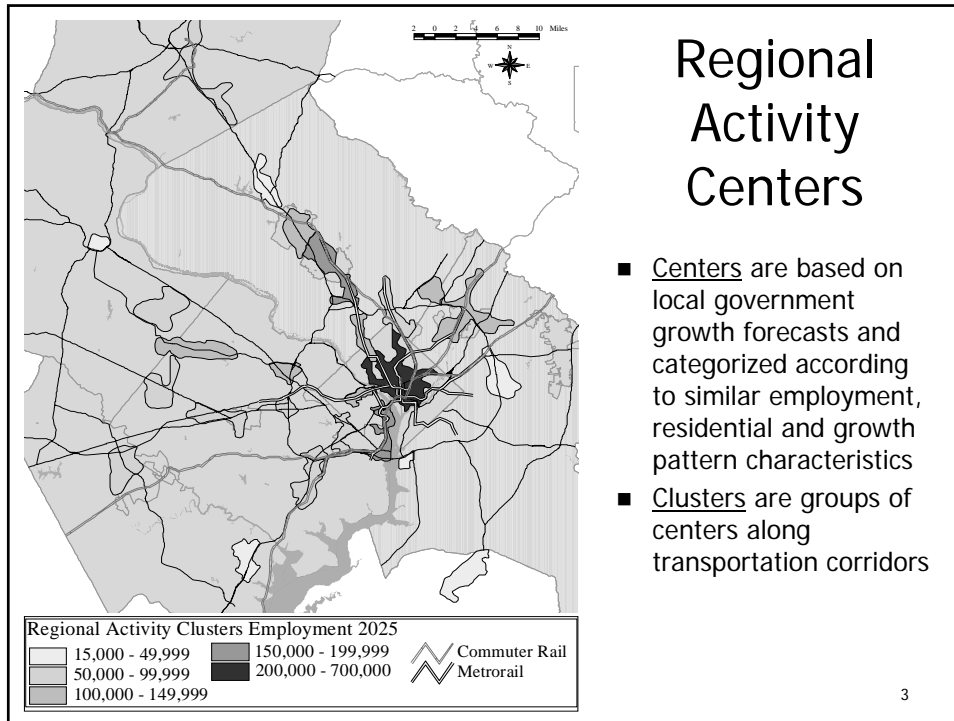 2 0 2 4 6 8 10 Miles
N
W E
S
Regional
Activity
Centers
■ Centers are based on
local government
growth forecasts and
categorized according
to similar employment,
residential and growth
pattern characteristics
■ Clusters are groups of
centers along
transportation corridors
Regional Activity Clusters Employment 2025
15,000 - 49,999
50,000 - 99,999
100,000 - 149,999
150,000 - 199,999
200,000 - 700,000
Commuter Rail
Metrorail
3